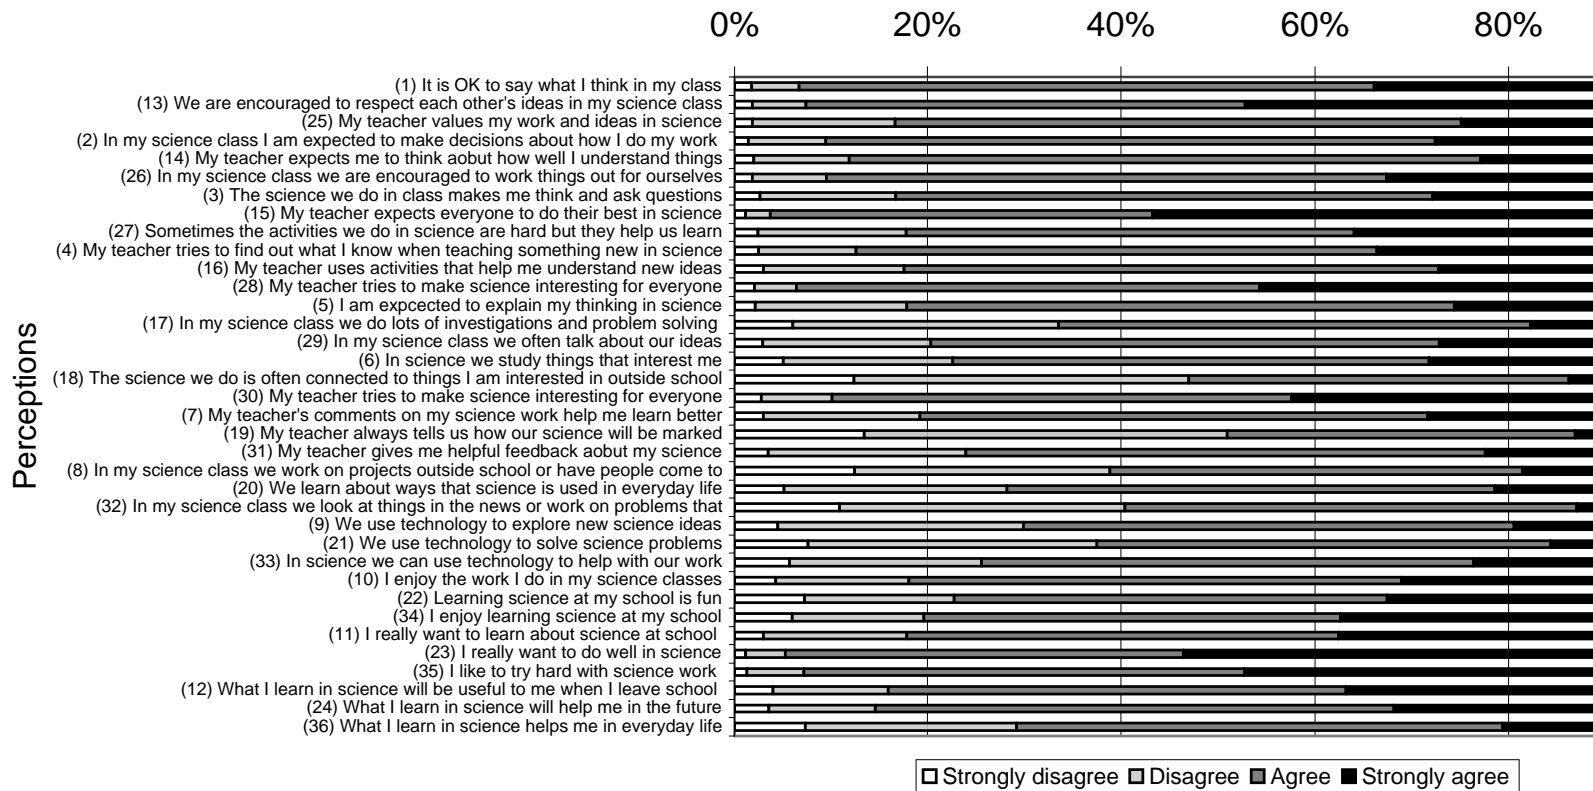 0% 20% 40% 60% 80%
(1) It is OK to say what I think in my class
(13) We are encouraged to respect each other's ideas in my science class
(25) My teacher values my work and ideas in science
(2) In my science class I am expected to make decisions about how I do my work
(14) My teacher expects me to think aobut how well I understand things
(26) In my science class we are encouraged to work things out for ourselves
(3) The science we do in class makes me think and ask questions
(15) My teacher expects everyone to do their best in science
(27) Sometimes the activities we do in science are hard but they help us learn
(4) My teacher tries to find out what I know when teaching something new in science
(16) My teacher uses activities that help me understand new ideas
(28) My teacher tries to make science interesting for everyone
(5) I am expcected to explain my thinking in science
(17) In my science class we do lots of investigations and problem solving
(29) In my science class we often talk about our ideas
(6) In science we study things that interest me
(18) The science we do is often connected to things I am interested in outside school
(30) My teacher tries to make science interesting for everyone
(7) My teacher's comments on my science work help me learn better
(19) My teacher always tells us how our science will be marked
(31) My teacher gives me helpful feedback aobut my science
(8) In my science class we work on projects outside school or have people come to
(20) We learn about ways that science is used in everyday life
(32) In my science class we look at things in the news or work on problems that
(9) We use technology to explore new science ideas
(21) We use technology to solve science problems
(33) In science we can use technology to help with our work
(10) I enjoy the work I do in my science classes
(22) Learning science at my school is fun
(34) I enjoy learning science at my school
(11) I really want to learn about science at school
(23) I really want to do well in science
(35) I like to try hard with science work
(12) What I learn in science will be useful to me when I leave school
(24) What I learn in science will help me in the future
(36) What I learn in science helps me in everyday life
Perceptions
Strongly disagree Disagree Agree Strongly agree